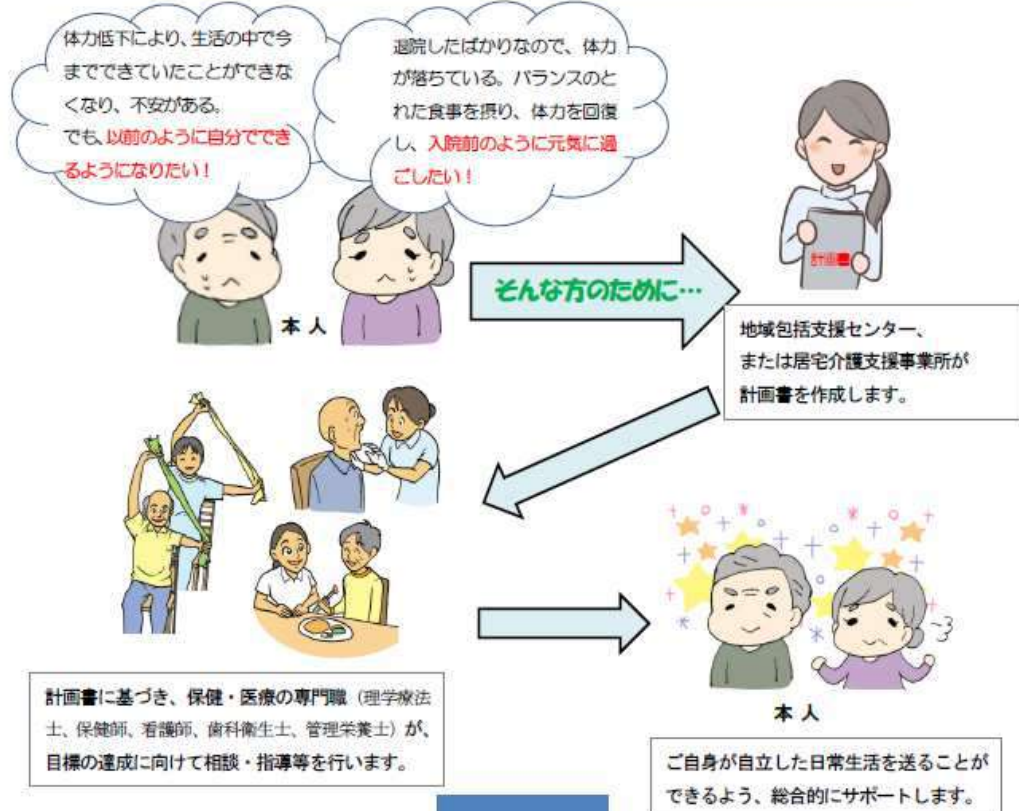 体力低下により、生活の中で今
までできていたことができな
くなり、不安がある。
でも、以前のように自分ででき
るようになりたい！
退院したばかりなので、体力
が落ちている。バランスのと
れた食事を摂り、体力を回復
し、入院前のように元気に過
ごしたい！
計画書
そんな方のために…
本 人
地域包括支援センター、
または居宅介護支援事業所が
計画書を作成します。
計画書に基づき、保健・医療の専門職（理学療法
士、保健師、看護師、歯科衛生士、管理栄養士）が、
目標の達成に向けて相談・指導等を行います。
本 人
ご自身が自立した日常生活を送ることが
できるよう、総合的にサポートします。